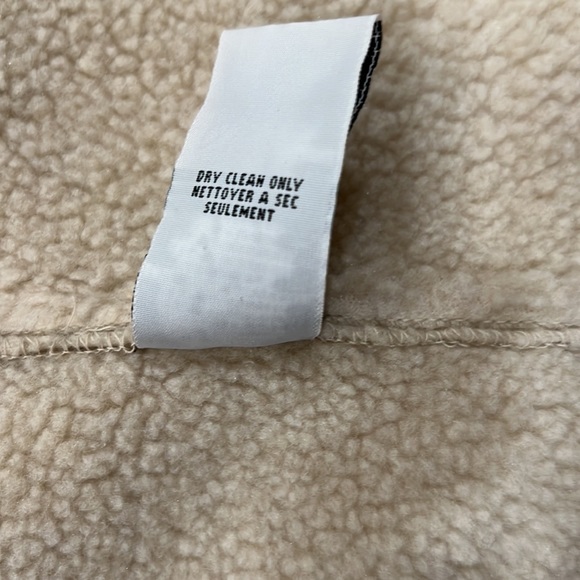 DRY CLEAN ONLY
NETTOYER A SEC
SEULEMENT